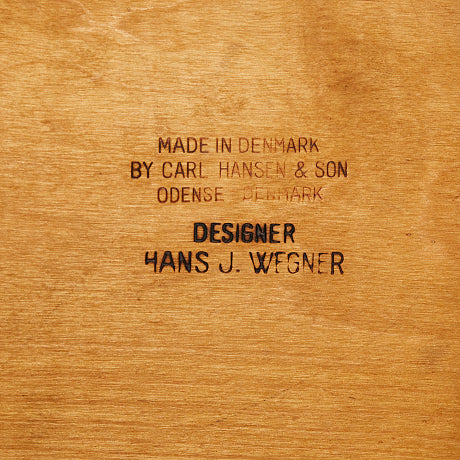 MADE IN DENMARK
BY CARL HANSEN & SON
ODENSE DENMARK
DESIGNER
HANS J. WEGNER